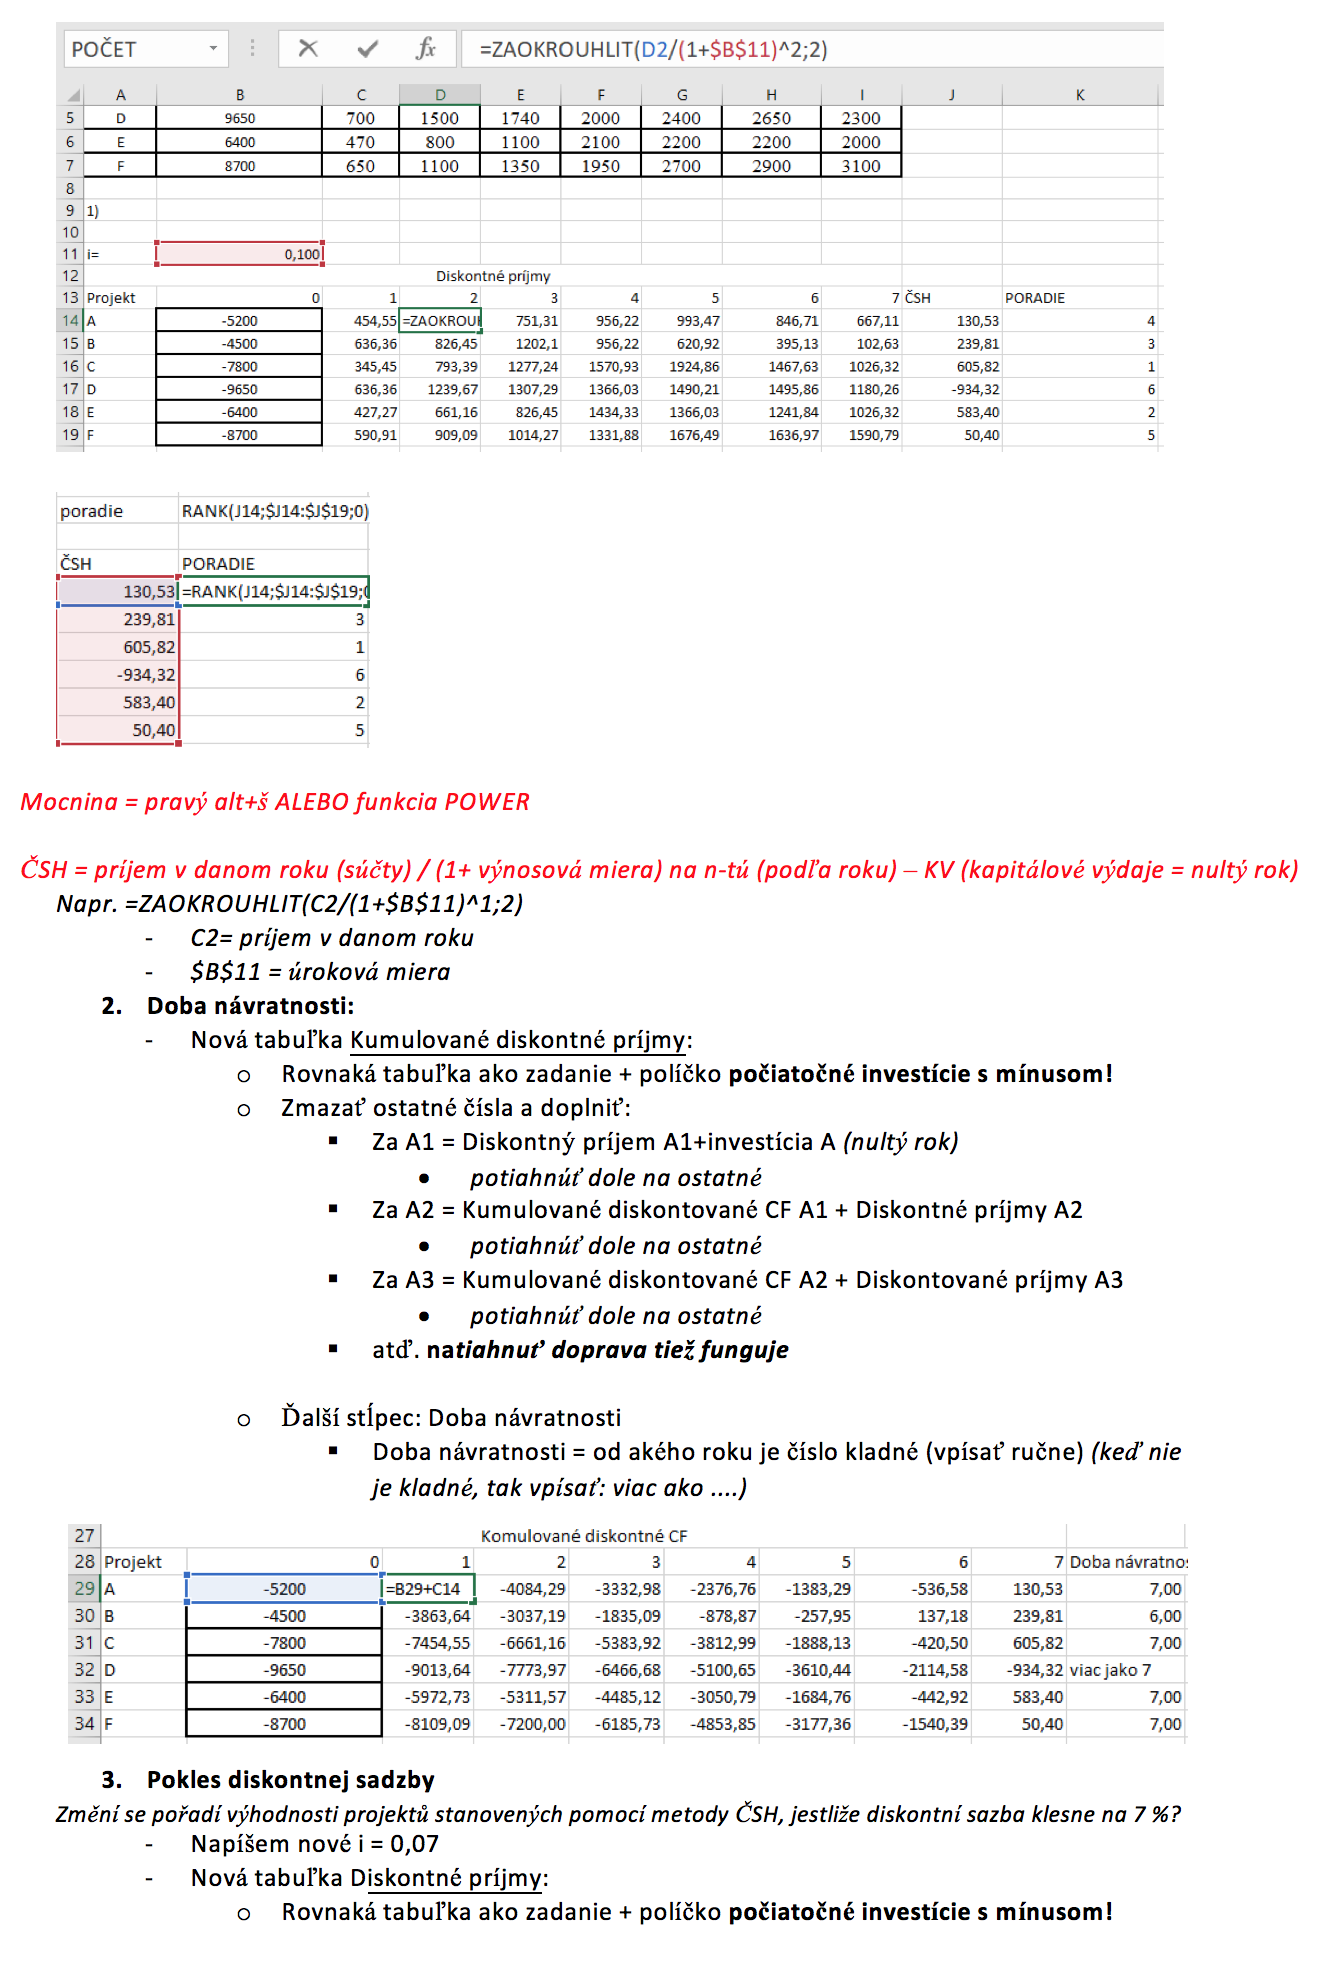 POČET =ZAOKROUHLIT(D2/(1+$B$11)^2;2)
A B C D E F G H I J K
5 D 9650 700 1500 1740 2000 2400 2650 2300
6 E 6400 470 800 1100 2100 2200 2200 2000
7 F 8700 650 1100 1350 1950 2700 2900 3100
8
9 1)
10
11 i= 0,100
12 Diskontné príjmy
13 Projekt 0 1 2 3 4 5 6 7 ČSH PORADIE
14 A -5200 454,55 =ZAOKROU 751,31 956,22 993,47 846,71 667,11 130,53 4
15 B -4500 636,36 826,45 1202,1 956,22 620,92 395,13 102,63 239,81 3
16 C -7800 345,45 793,39 1277,24 1570,93 1924,86 1467,63 1026,32 605,82 1
17 D -9650 636,36 1239,67 1307,29 1366,03 1490,21 1495,86 1180,26 -934,32 6
18 E -6400 427,27 661,16 826,45 1434,33 1366,03 1241,84 1026,32 583,40 2
19 F -8700 590,91 909,09 1014,27 1331,88 1676,49 1636,97 1590,79 50,40 5
poradie RANK(J14;$J14:$J$19;0)
ČSH PORADIE
130,53 =RANK(J14;$J14:$J$19;0
239,81 3
605,82 1
-934,32 6
583,40 2
50,40 5
Mocnina = pravý alt+š ALEBO funkcia POWER
ČSH = príjem v danom roku (súčty) / (1+ výnosová miera) na n-tú (podľa roku) – KV (kapitálové výdaje = nultý rok)
Napr. =ZAOKROUHLIT(C2/(1+$B$11)^1;2)
- C2= príjem v danom roku
- $B$11 = úroková miera
2. Doba návratnosti:
- Nová tabuľka Kumulované diskontné príjmy:
o Rovnaká tabuľka ako zadanie + políčko počiatočné investície s mínusom!
o Zmazať ostatné čísla a doplniť:
▪ Za A1 = Diskontný príjem A1+investícia A (nultý rok)
• potiahnúť dole na ostatné
▪ Za A2 = Kumulované diskontované CF A1 + Diskontné príjmy A2
• potiahnúť dole na ostatné
▪ Za A3 = Kumulované diskontované CF A2 + Diskontované príjmy A3
• potiahnúť dole na ostatné
▪ atď. natiahnuť doprava tiež funguje
o Ďalší stĺpec: Doba návratnosti
▪ Doba návratnosti = od akého roku je číslo kladné (vpísať ručne) (keď nie
je kladné, tak vpísať: viac ako ....)
27 Komulované diskontné CF
28 Projekt 0 1 2 3 4 5 6 7 Doba návratnos
29 A -5200 =B29+C14 -4084,29 -3332,98 -2376,76 -1383,29 -536,58 130,53 7,00
30 B -4500 -3863,64 -3037,19 -1835,09 -878,87 -257,95 137,18 239,81 6,00
31 C -7800 -7454,55 -6661,16 -5383,92 -3812,99 -1888,13 -420,50 605,82 7,00
32 D -9650 -9013,64 -7773,97 -6466,68 -5100,65 -3610,44 -2114,58 -934,32 viac jako 7
33 E -6400 -5972,73 -5311,57 -4485,12 -3050,79 -1684,76 -442,92 583,40 7,00
34 F -8700 -8109,09 -7200,00 -6185,73 -4853,85 -3177,36 -1540,39 50,40 7,00
3. Pokles diskontnej sadzby
Změní se pořadí výhodnosti projektů stanovených pomocí metody ČSH, jestliže diskontní sazba klesne na 7 %?
- Napíšem nové i = 0,07
- Nová tabuľka Diskontné príjmy:
o Rovnaká tabuľka ako zadanie + políčko počiatočné investície s mínusom!